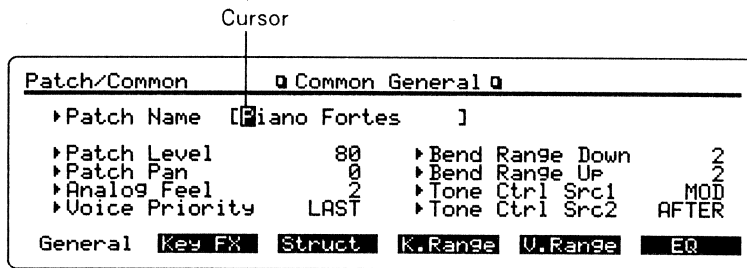 Cursor
Patch/Common Common General
Patch Name [Piano Fortes ]
Patch Level 80 Bend Range Down 2
Patch Pan 0 Bend Range Up 2
Analog Feel 2 Tone Ctrl Src1 MOD
Voice Priority LAST Tone Ctrl Src2 AFTER
General Key FX Struct K.Range V.Range EQ